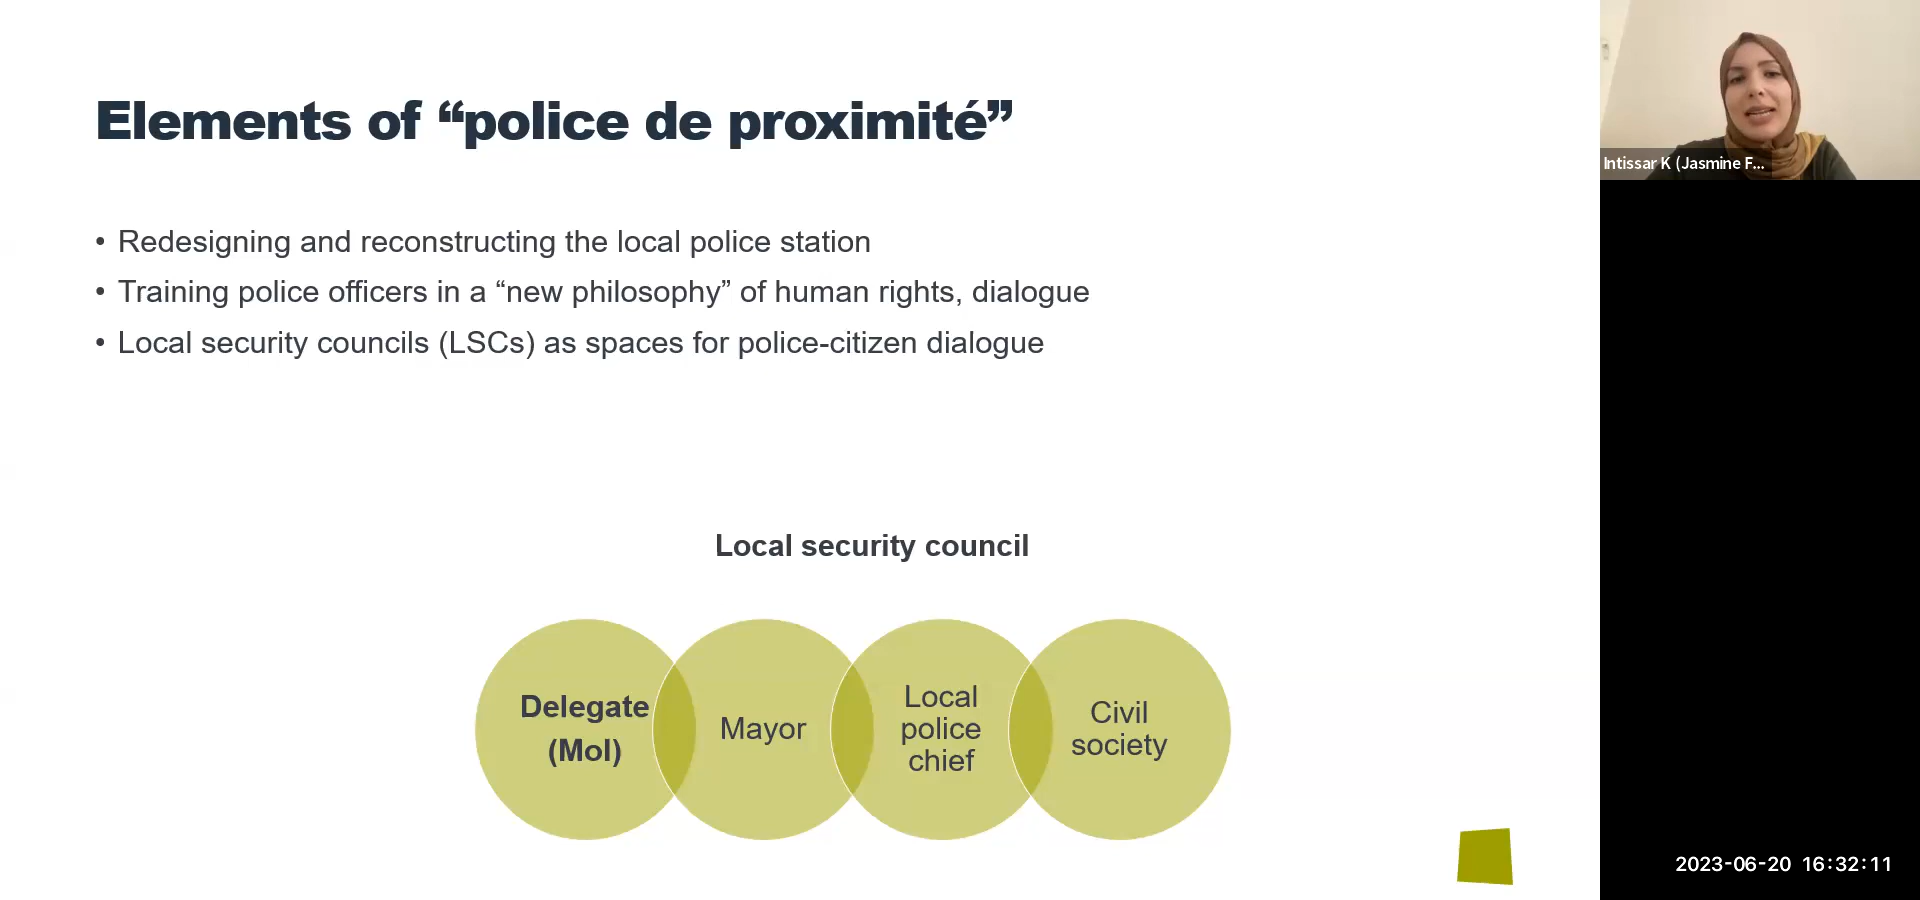 Elements of “police de proximité”
• Redesigning and reconstructing the local police station
• Training police officers in a “new philosophy” of human rights, dialogue
• Local security councils (LSCs) as spaces for police-citizen dialogue
Local security council
Delegate
(MoI)
Mayor
Local
police
chief
Civil
society
Intissar K (Jasmine F...
2023-06-20 16:32:11